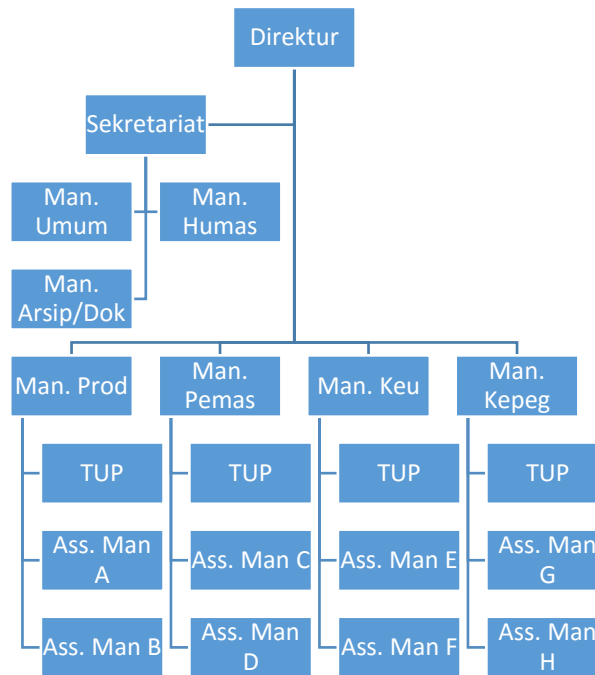 Direktur
Sekretariat
Man.
Umum
Man.
Humas
Man.
Arsip/Dok
Man. Prod
Man.
Pemas
Man. Keu
Man.
Kepeg
TUP
TUP
TUP
TUP
Ass. Man
A
Ass. Man C
Ass. Man E
Ass. Man
G
Ass. Man B
Ass. Man
D
Ass. Man F
Ass. Man
H